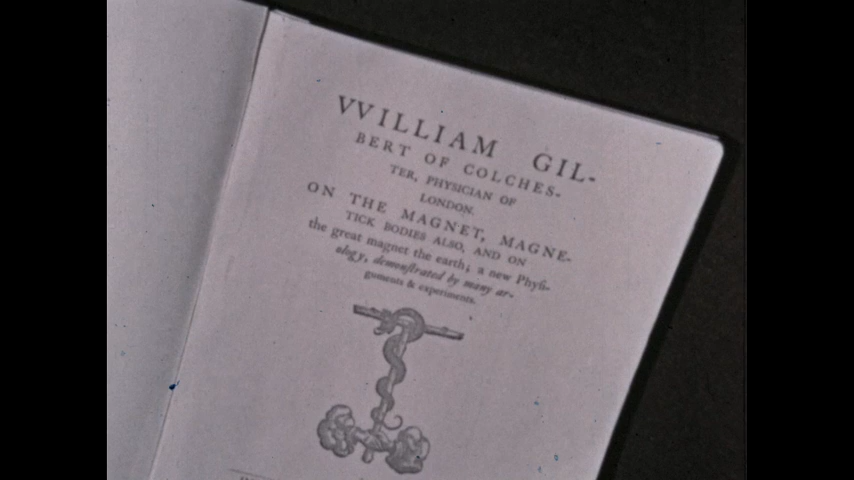 VVILLIAM GIL-
BERT OF COLCHES-
TER, PHYSICIAN OF
LONDON.
ON THE MAGNET, MAGNE-
TICK BODIES ALSO, AND ON
the great magnet the earth; a new Phyſi-
ology, demonſtrated by many ar-
guments & experiments.